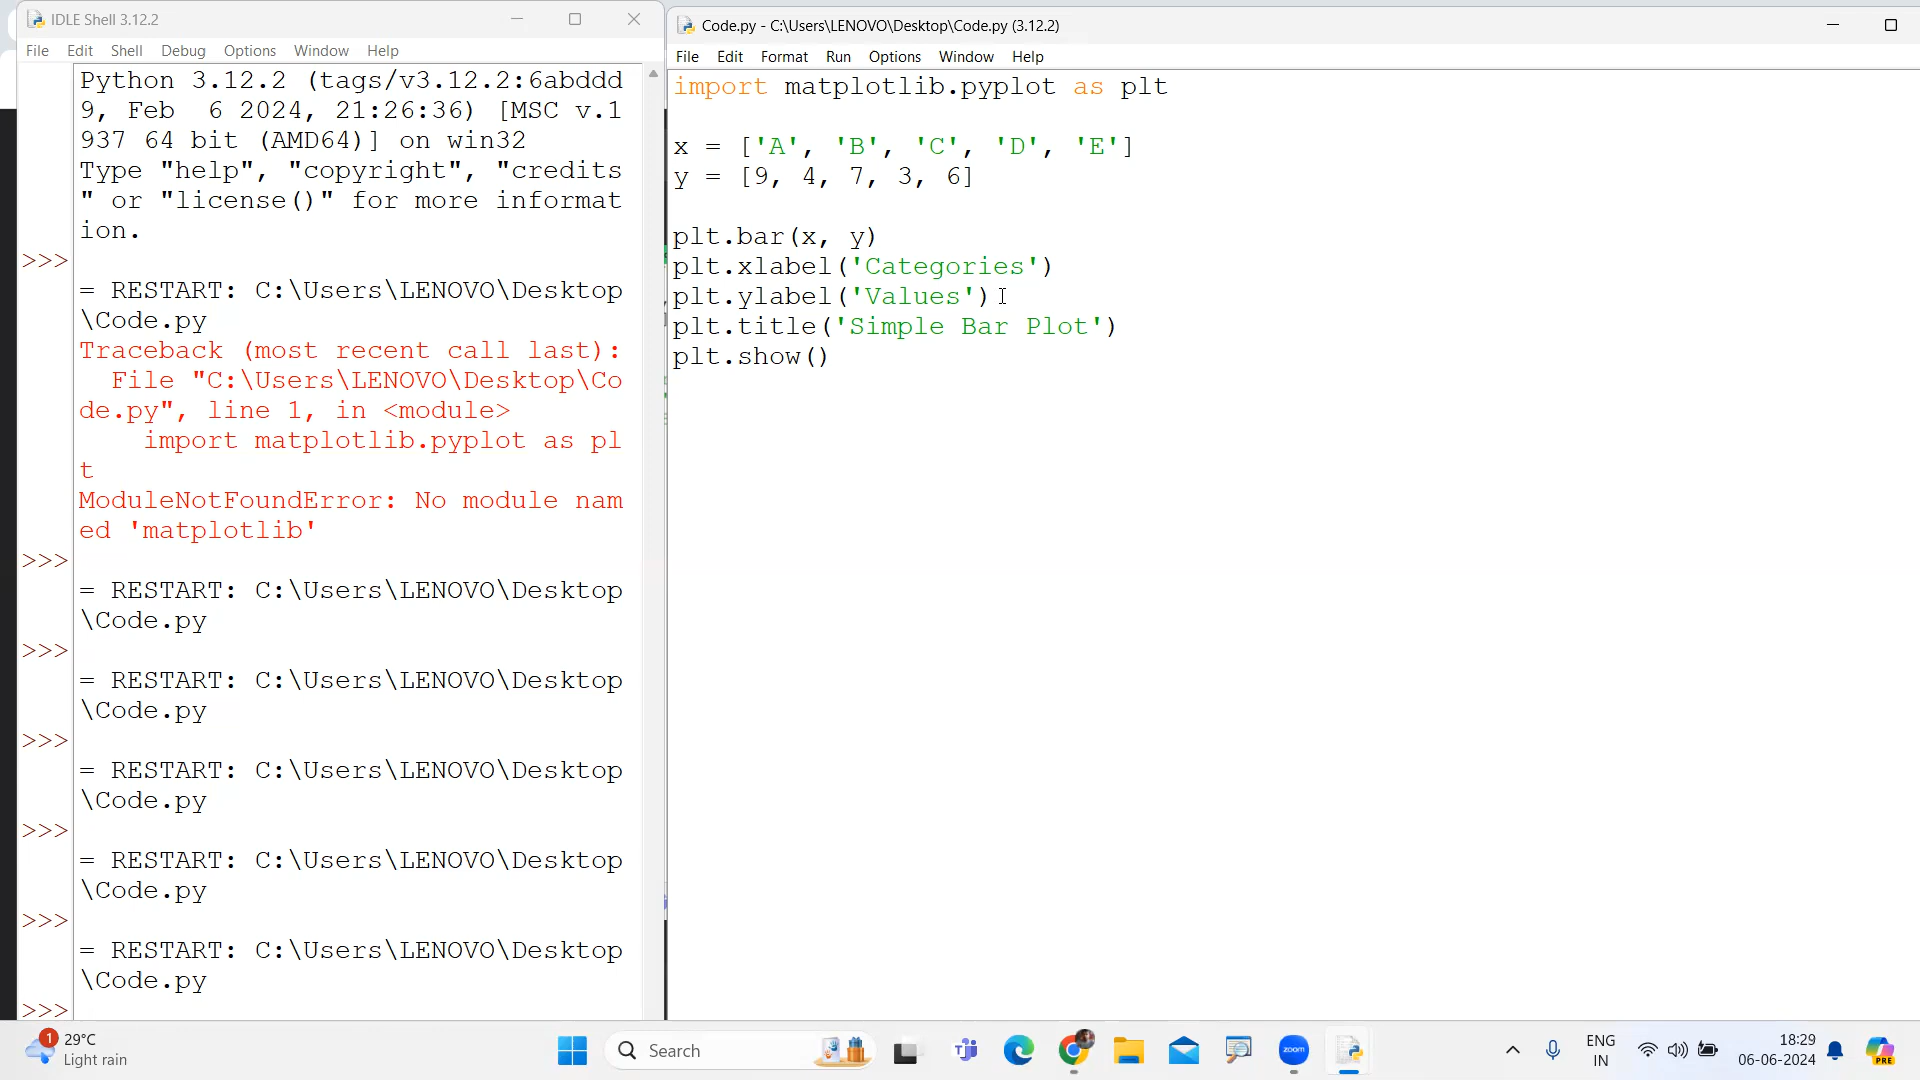 IDLE Shell 3.12.2
File Edit Shell Debug Options Window Help
Python 3.12.2 (tags/v3.12.2:6abddd
9, Feb  6 2024, 21:26:36) [MSC v.1
937 64 bit (AMD64)] on win32
Type "help", "copyright", "credits
" or "license()" for more informat
ion.
>>>
= RESTART: C:\Users\LENOVO\Desktop
\Code.py
Traceback (most recent call last):
  File "C:\Users\LENOVO\Desktop\Co
de.py", line 1, in <module>
    import matplotlib.pyplot as pl
t
ModuleNotFoundError: No module nam
ed 'matplotlib'
>>>
= RESTART: C:\Users\LENOVO\Desktop
\Code.py
>>>
= RESTART: C:\Users\LENOVO\Desktop
\Code.py
>>>
= RESTART: C:\Users\LENOVO\Desktop
\Code.py
>>>
= RESTART: C:\Users\LENOVO\Desktop
\Code.py
>>>
= RESTART: C:\Users\LENOVO\Desktop
\Code.py
>>>
Code.py - C:\Users\LENOVO\Desktop\Code.py (3.12.2)
File Edit Format Run Options Window Help
import matplotlib.pyplot as plt
x = ['A', 'B', 'C', 'D', 'E']
y = [9, 4, 7, 3, 6]
plt.bar(x, y)
plt.xlabel('Categories')
plt.ylabel('Values')
plt.title('Simple Bar Plot')
plt.show()
1
29°C
Light rain
Search
zoom
ENG
IN
18:29
06-06-2024
PRE